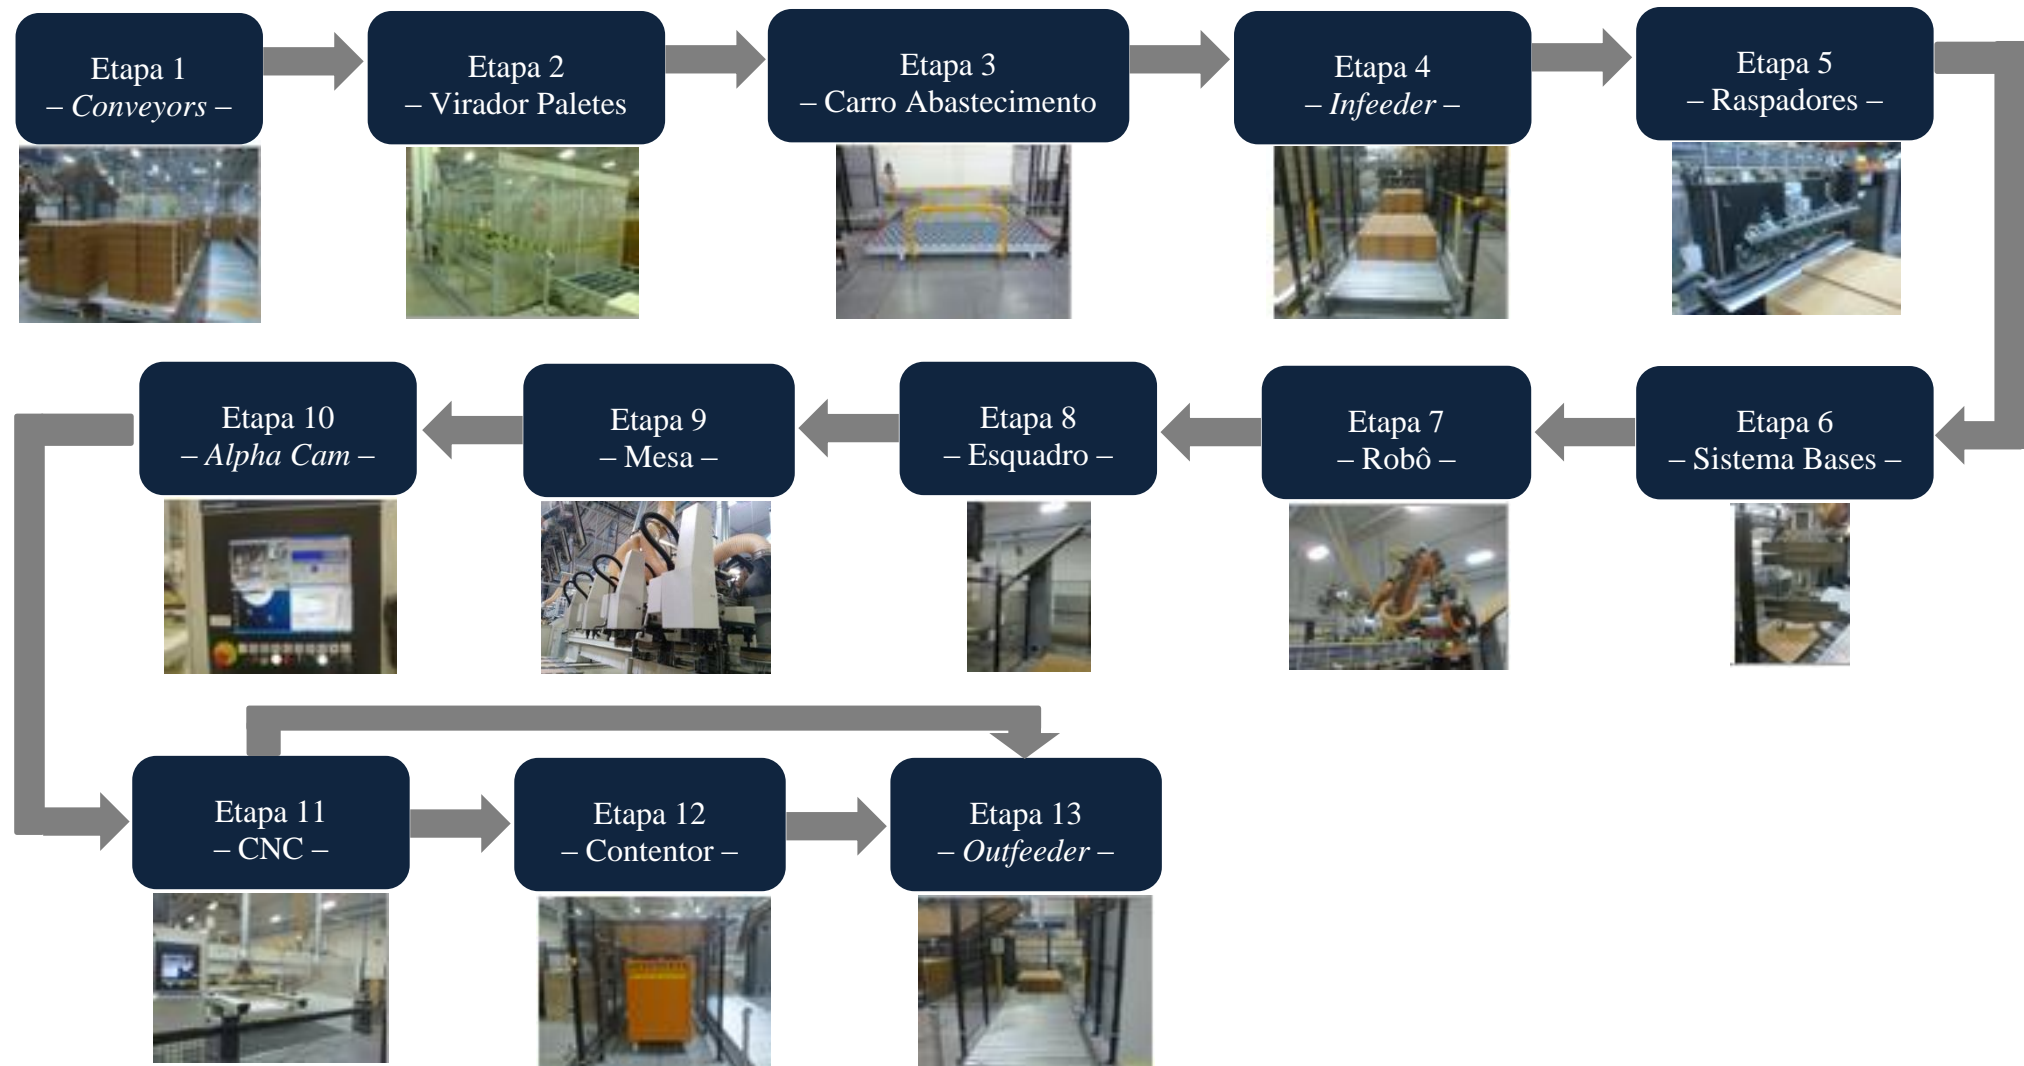 Etapa 1
– Conveyors –
Etapa 2
– Virador Paletes
Etapa 3
– Carro Abastecimento
Etapa 4
– Infeeder –
Etapa 5
– Raspadores –
Etapa 10
– Alpha Cam –
Etapa 9
– Mesa –
Etapa 8
– Esquadro –
Etapa 7
– Robô –
Etapa 6
– Sistema Bases –
Etapa 11
– CNC –
Etapa 12
– Contentor –
Etapa 13
– Outfeeder –